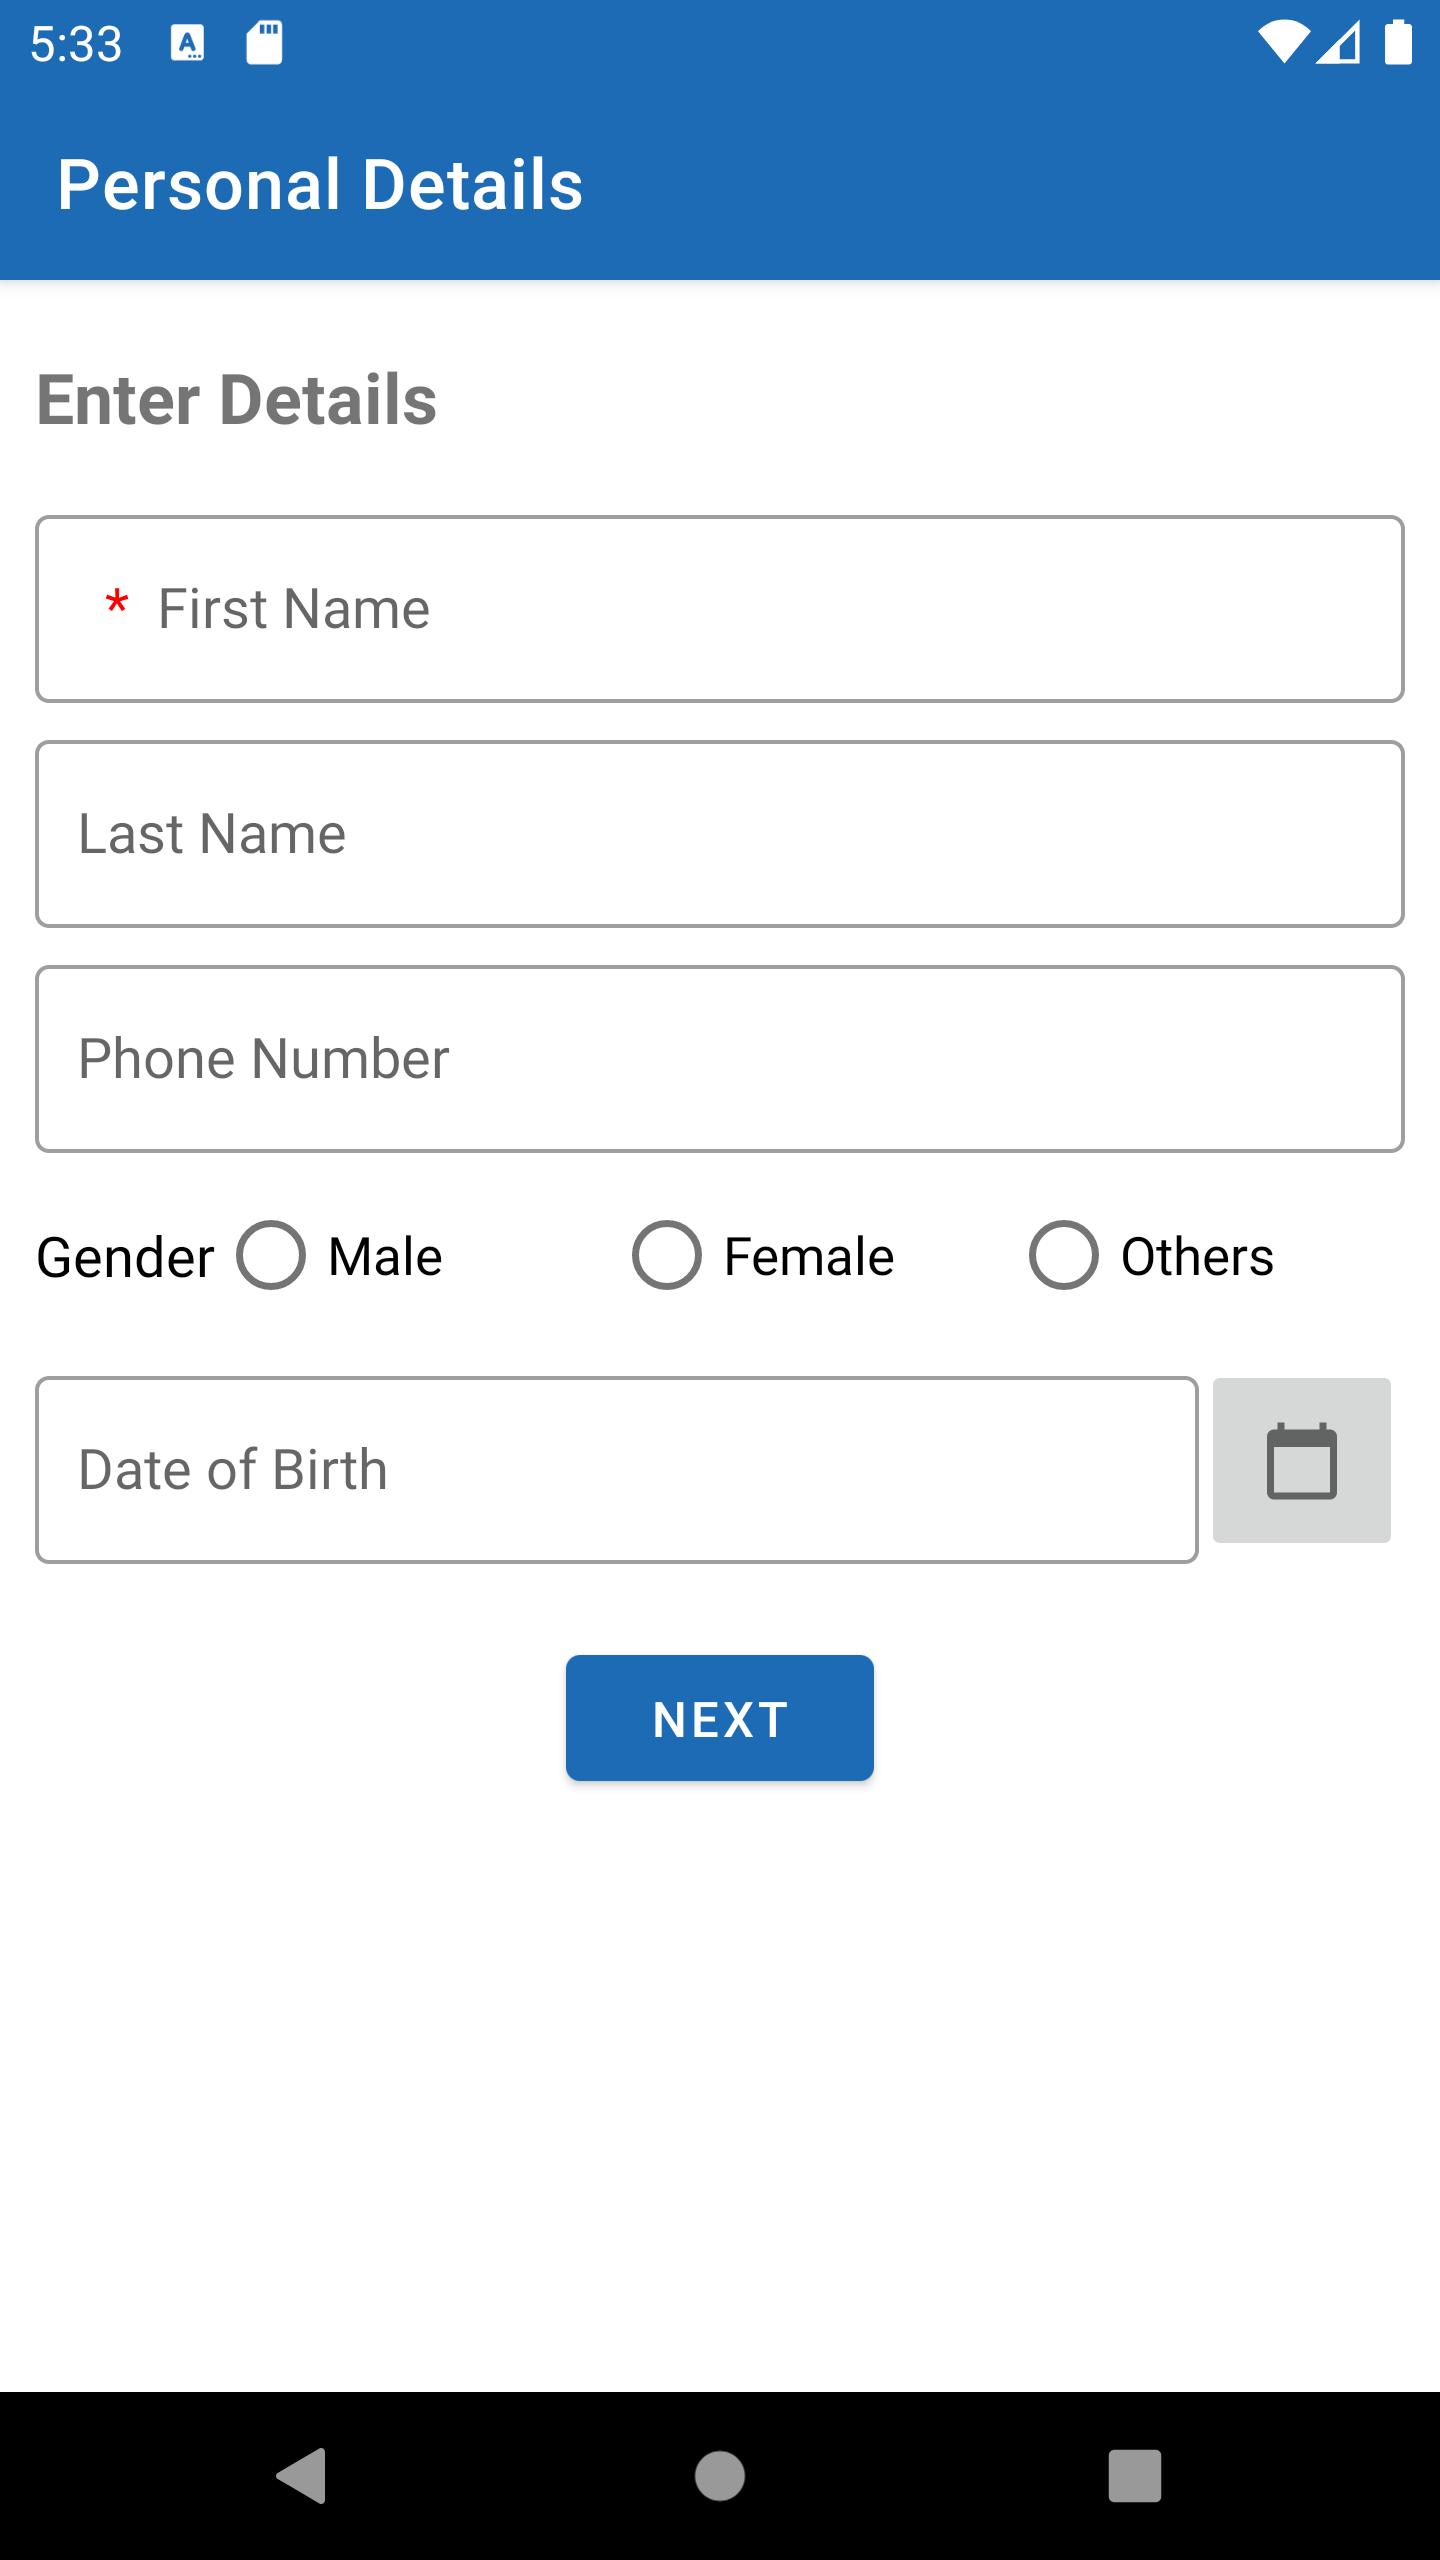 5:33
Personal Details
Enter Details
* First Name
Last Name
Phone Number
Gender Male Female Others
Date of Birth
NEXT